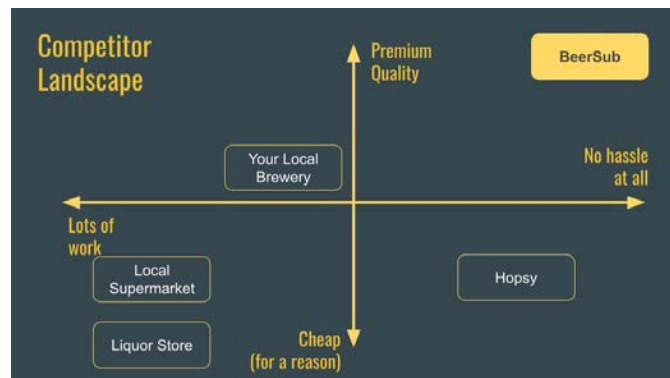 Competitor
Landscape
Premium
Quality
BeerSub
Your Local
Brewery
No hassle
at all
Lots of
work
Local
Supermarket
Hopsy
Liquor Store
Cheap
(for a reason)